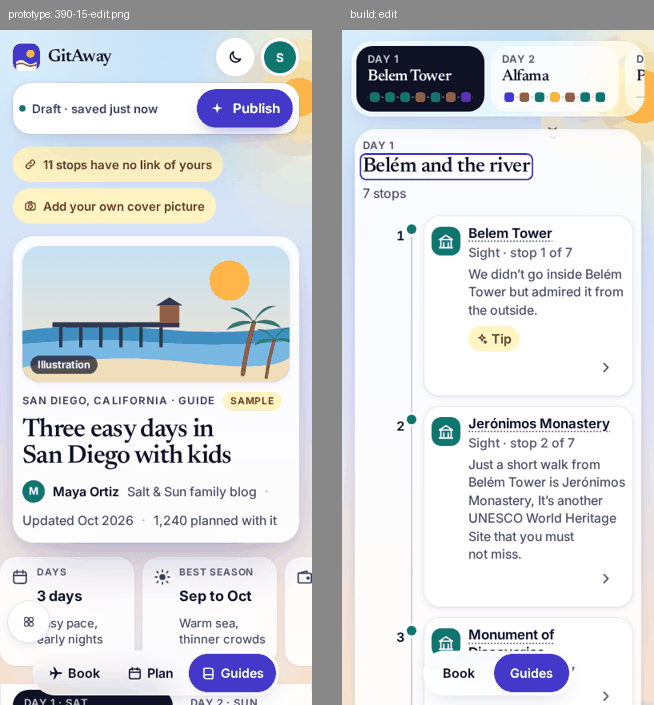 prototype: 390-15-edit.png
GitAway
S
Draft · saved just now
Publish
11 stops have no link of yours
Add your own cover picture
Illustration
SAN DIEGO, CALIFORNIA · GUIDE
SAMPLE
Three easy days in
San Diego with kids
M
Maya Ortiz
Salt & Sun family blog ·
Updated Oct 2026 · 1,240 planned with it
DAYS
3 days
easy pace,
early nights
BEST SEASON
Sep to Oct
Warm sea,
thinner crowds
Book
Plan
Guides
DAY 1 · SAT
DAY 2 · SUN
build: edit
DAY 1
Belem Tower
DAY 2
Alfama
D
P
DAY 1
Belém and the river
7 stops
1
Belem Tower
Sight · stop 1 of 7
We didn't go inside Belém
Tower but admired it from
the outside.
Tip
2
Jerónimos Monastery
Sight · stop 2 of 7
Just a short walk from
Belém Tower is Jerónimos
Monastery, It's another
UNESCO World Heritage
Site that you must
not miss.
3
Monument of
Book
Guides